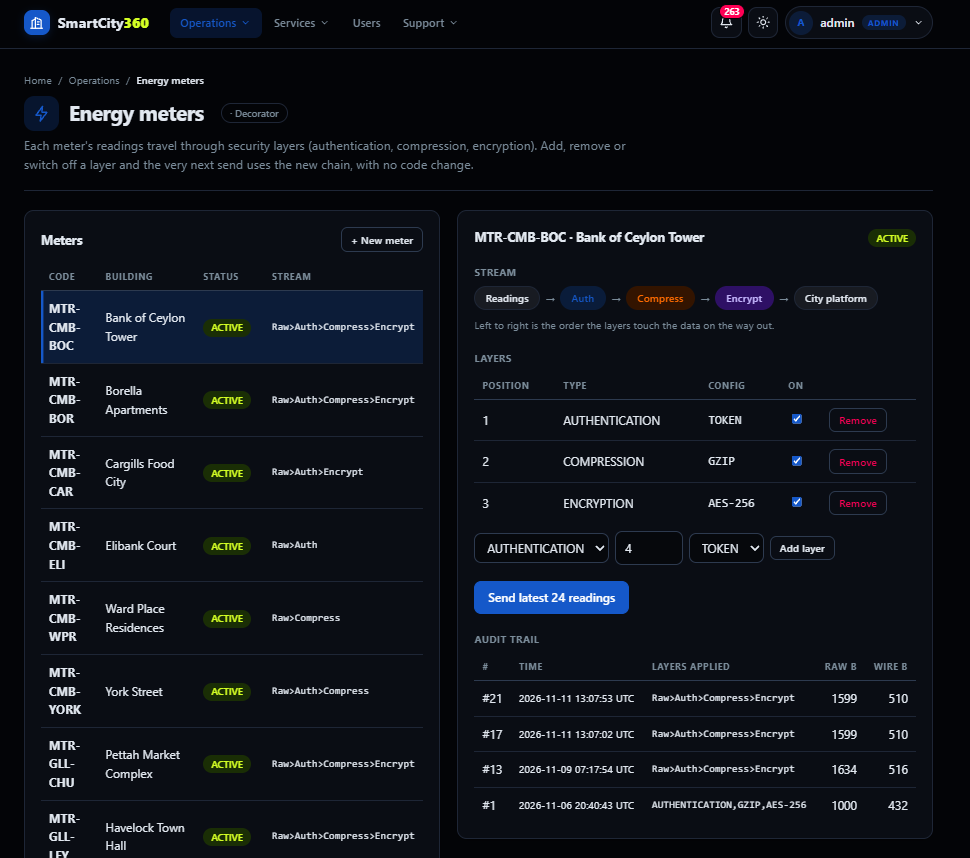 SmartCity360 Operations Services Users Support 263 A admin ADMIN
Home / Operations / Energy meters
Energy meters · Decorator
Each meter's readings travel through security layers (authentication, compression, encryption). Add, remove or
switch off a layer and the very next send uses the new chain, with no code change.
Meters + New meter
CODE BUILDING STATUS STREAM
MTR-
CMB-
BOC
Bank of Ceylon
Tower
ACTIVE
Raw>Auth>Compress>Encrypt
MTR-
CMB-
BOR
Borella
Apartments
ACTIVE
Raw>Auth>Compress>Encrypt
MTR-
CMB-
CAR
Cargills Food
City
ACTIVE
Raw>Auth>Encrypt
MTR-
CMB-
ELI
Elibank Court
ACTIVE
Raw>Auth
MTR-
CMB-
WPR
Ward Place
Residences
ACTIVE
Raw>Compress
MTR-
CMB-
YORK
York Street
ACTIVE
Raw>Auth>Compress
MTR-
GLL-
CHU
Pettah Market
Complex
ACTIVE
Raw>Auth>Compress>Encrypt
MTR-
GLL-
Havelock Town
Hall
ACTIVE
Raw>Auth>Compress>Encrypt
MTR-CMB-BOC · Bank of Ceylon Tower ACTIVE
STREAM
Readings → Auth → Compress → Encrypt → City platform
Left to right is the order the layers touch the data on the way out.
LAYERS
POSITION TYPE CONFIG ON
1 AUTHENTICATION TOKEN Remove
2 COMPRESSION GZIP Remove
3 ENCRYPTION AES-256 Remove
AUTHENTICATION 4 TOKEN Add layer
Send latest 24 readings
AUDIT TRAIL
# TIME LAYERS APPLIED RAW B WIRE B
#21 2026-11-11 13:07:53 UTC Raw>Auth>Compress>Encrypt 1599 510
#17 2026-11-11 13:07:02 UTC Raw>Auth>Compress>Encrypt 1599 510
#13 2026-11-09 07:17:54 UTC Raw>Auth>Compress>Encrypt 1634 516
#1 2026-11-06 20:40:43 UTC AUTHENTICATION,GZIP,AES-256 1000 432